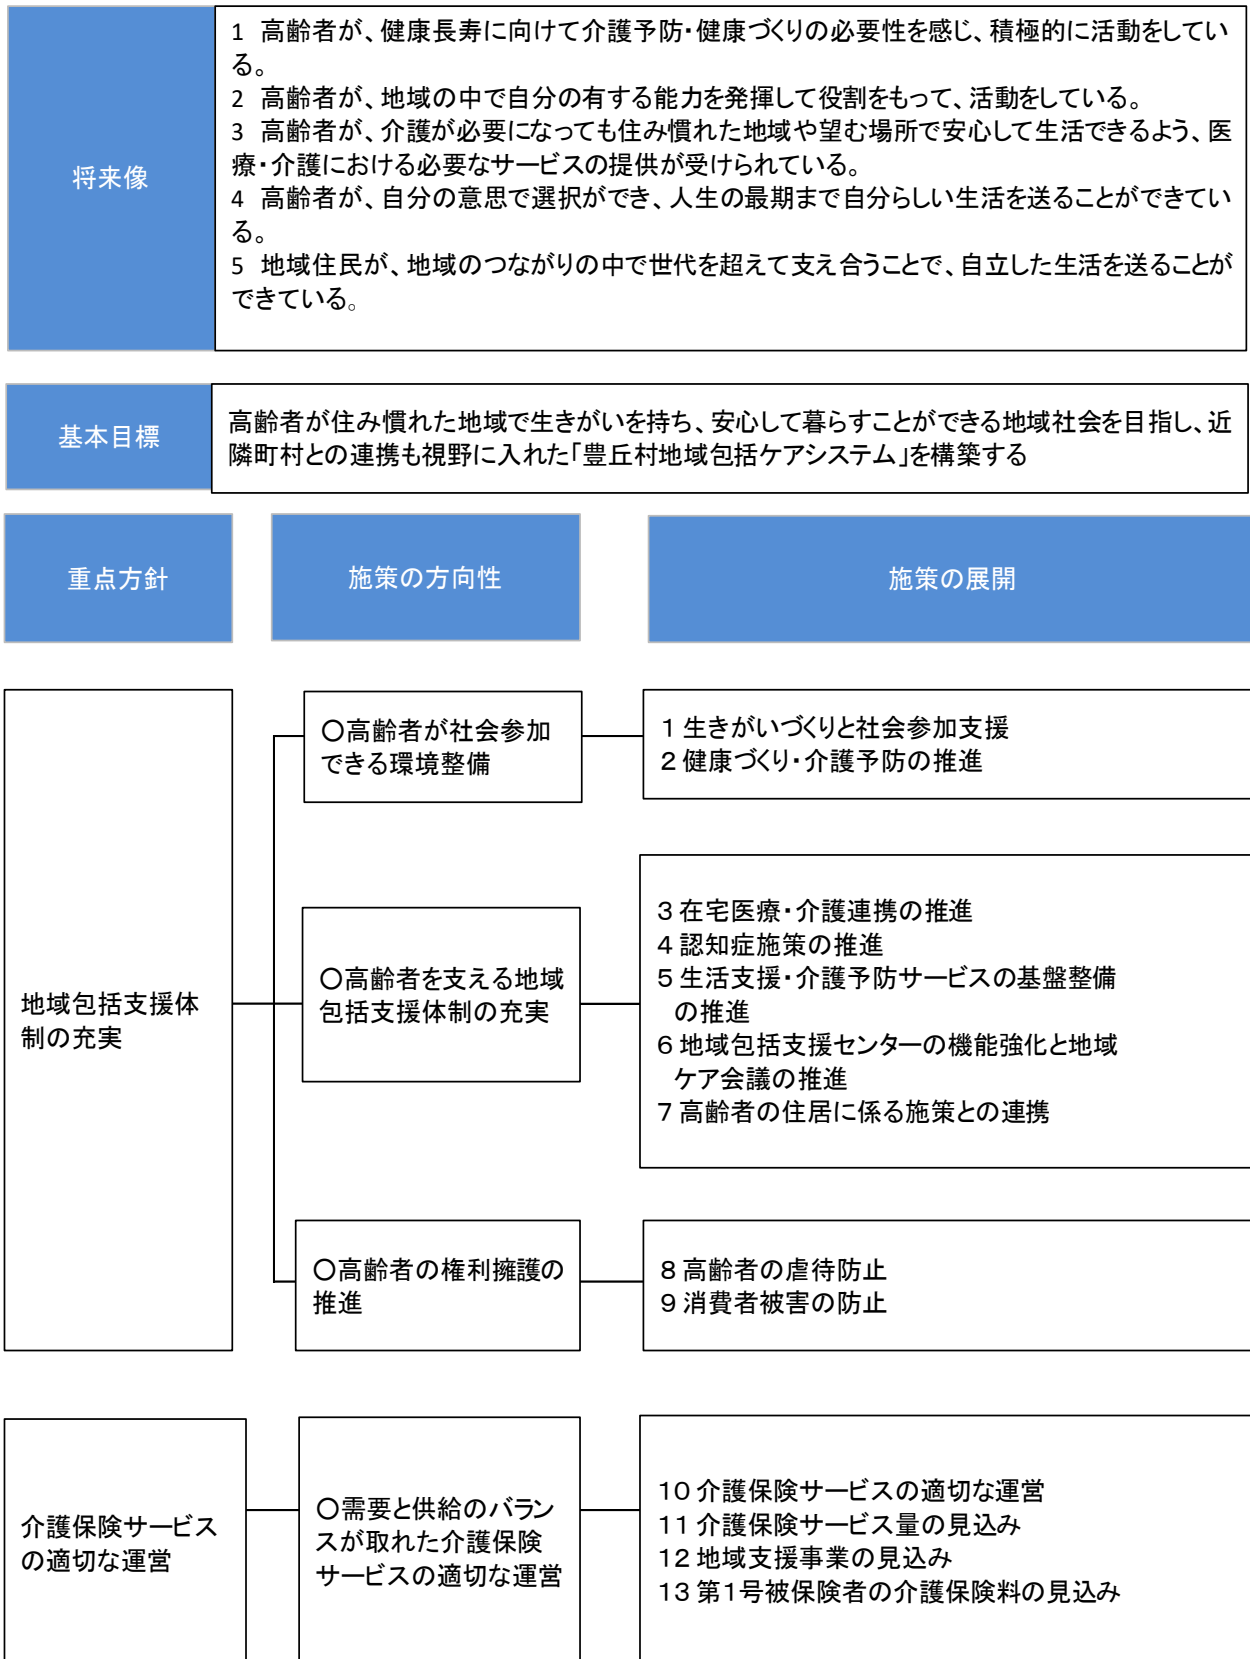 将来像
1 高齢者が、健康長寿に向けて介護予防・健康づくりの必要性を感じ、積極的に活動をしてい
る。
2 高齢者が、地域の中で自分の有する能力を発揮して役割をもって、活動をしている。
3 高齢者が、介護が必要になっても住み慣れた地域や望む場所で安心して生活できるよう、医
療・介護における必要なサービスの提供が受けられている。
4 高齢者が、自分の意思で選択ができ、人生の最期まで自分らしい生活を送ることができてい
る。
5 地域住民が、地域のつながりの中で世代を超えて支え合うことで、自立した生活を送ることが
できている。
基本目標
高齢者が住み慣れた地域で生きがいを持ち、安心して暮らすことができる地域社会を目指し、近
隣町村との連携も視野に入れた「豊丘村地域包括ケアシステム」を構築する
重点方針
施策の方向性
施策の展開
地域包括支援体
制の充実
○高齢者が社会参加
できる環境整備
1 生きがいづくりと社会参加支援
2 健康づくり・介護予防の推進
○高齢者を支える地域
包括支援体制の充実
3 在宅医療・介護連携の推進
4 認知症施策の推進
5 生活支援・介護予防サービスの基盤整備
の推進
6 地域包括支援センターの機能強化と地域
ケア会議の推進
7 高齢者の住居に係る施策との連携
○高齢者の権利擁護の
推進
8 高齢者の虐待防止
9 消費者被害の防止
介護保険サービス
の適切な運営
○需要と供給のバラン
スが取れた介護保険
サービスの適切な運営
10 介護保険サービスの適切な運営
11 介護保険サービス量の見込み
12 地域支援事業の見込み
13 第1号被保険者の介護保険料の見込み